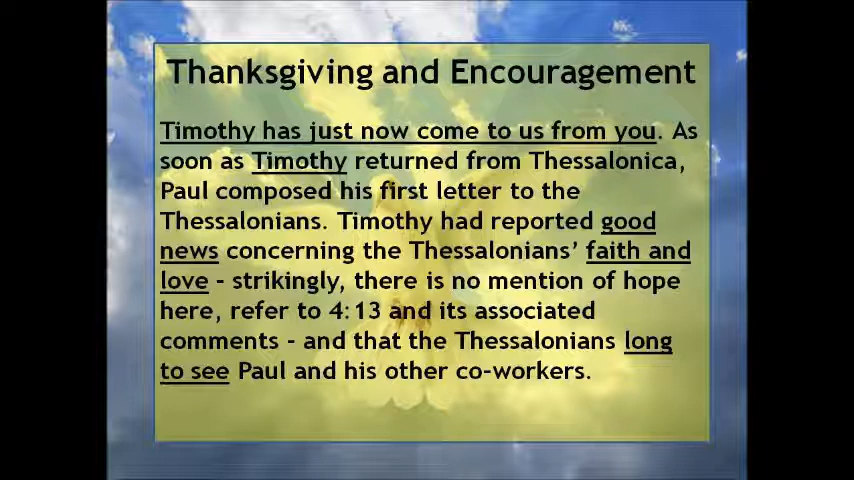 Thanksgiving and Encouragement
Timothy has just now come to us from you. As
soon as Timothy returned from Thessalonica,
Paul composed his first letter to the
Thessalonians. Timothy had reported good
news concerning the Thessalonians’ faith and
love - strikingly, there is no mention of hope
here, refer to 4:13 and its associated
comments - and that the Thessalonians long
to see Paul and his other co-workers.